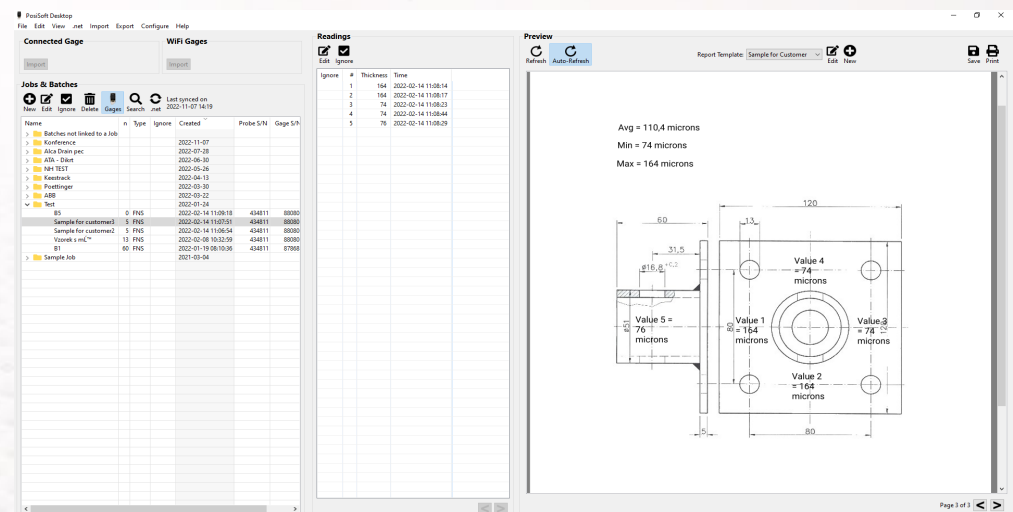 PosiSoft Desktop
File Edit View .net Import Export Configure Help
Connected Gage
WiFi Gages
Import
Import
Jobs & Batches
New Edit Ignore Delete Gages Search .net
Last synced on
2022-11-07 14:19
Name n Type Ignore Created Probe S/N Gage S/N
Batches not linked to a Job
Konference 2022-11-07
Alca Drain pec 2022-07-28
ATA - Dikrt 2022-06-30
NH TEST 2022-05-26
Keestrack 2022-04-13
Poettinger 2022-03-30
ABB 2022-03-22
Test 2022-01-24
B5 0 FNS 2022-02-14 11:09:18 434811 88080
Sample for customer3 5 FNS 2022-02-14 11:07:51 434811 88080
Sample for customer2 5 FNS 2022-02-14 11:06:54 434811 88080
Vzorek s mĽ™ 13 FNS 2022-02-08 10:32:59 434811 88080
B1 60 FNS 2022-01-19 08:10:36 434811 87868
Sample Job 2021-03-04
Readings
Edit Ignore
Ignore # Thickness Time
1 164 2022-02-14 11:08:14
2 164 2022-02-14 11:08:17
3 74 2022-02-14 11:08:23
4 74 2022-02-14 11:08:44
5 76 2022-02-14 11:08:29
Preview
Refresh Auto-Refresh
Report Template: Sample for Customer
Edit New
Save Print
Avg = 110,4 microns
Min = 74 microns
Max = 164 microns
60
31,5
ø16,8 +0,2
ø51
Value 5 =
76
microns
5
120
13
Value 4
= 74
microns
80
Value 1
= 164
microns
Value 3
= 74
microns
120
Value 2
= 164
microns
80
Page 3 of 3